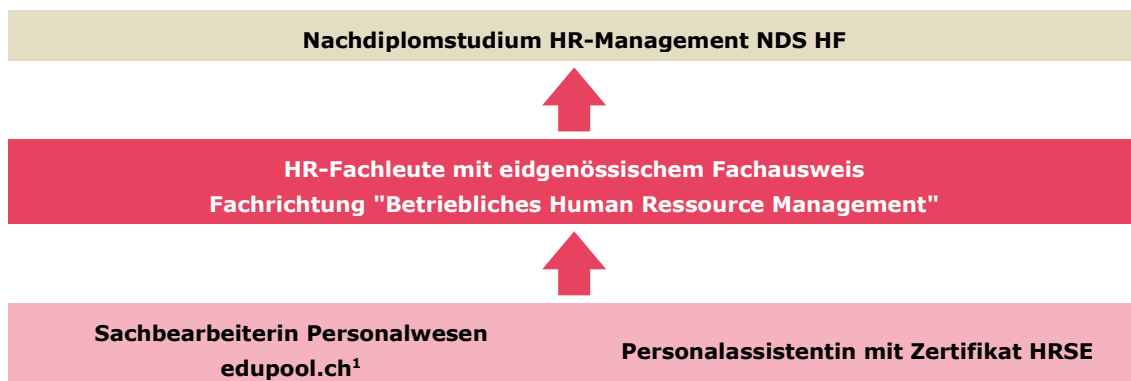 Nachdiplomstudium HR-Management NDS HF
HR-Fachleute mit eidgenössischem Fachausweis
Fachrichtung "Betriebliches Human Ressource Management"
Sachbearbeiterin Personalwesen
edupool.ch¹
Personalassistentin mit Zertifikat HRSE